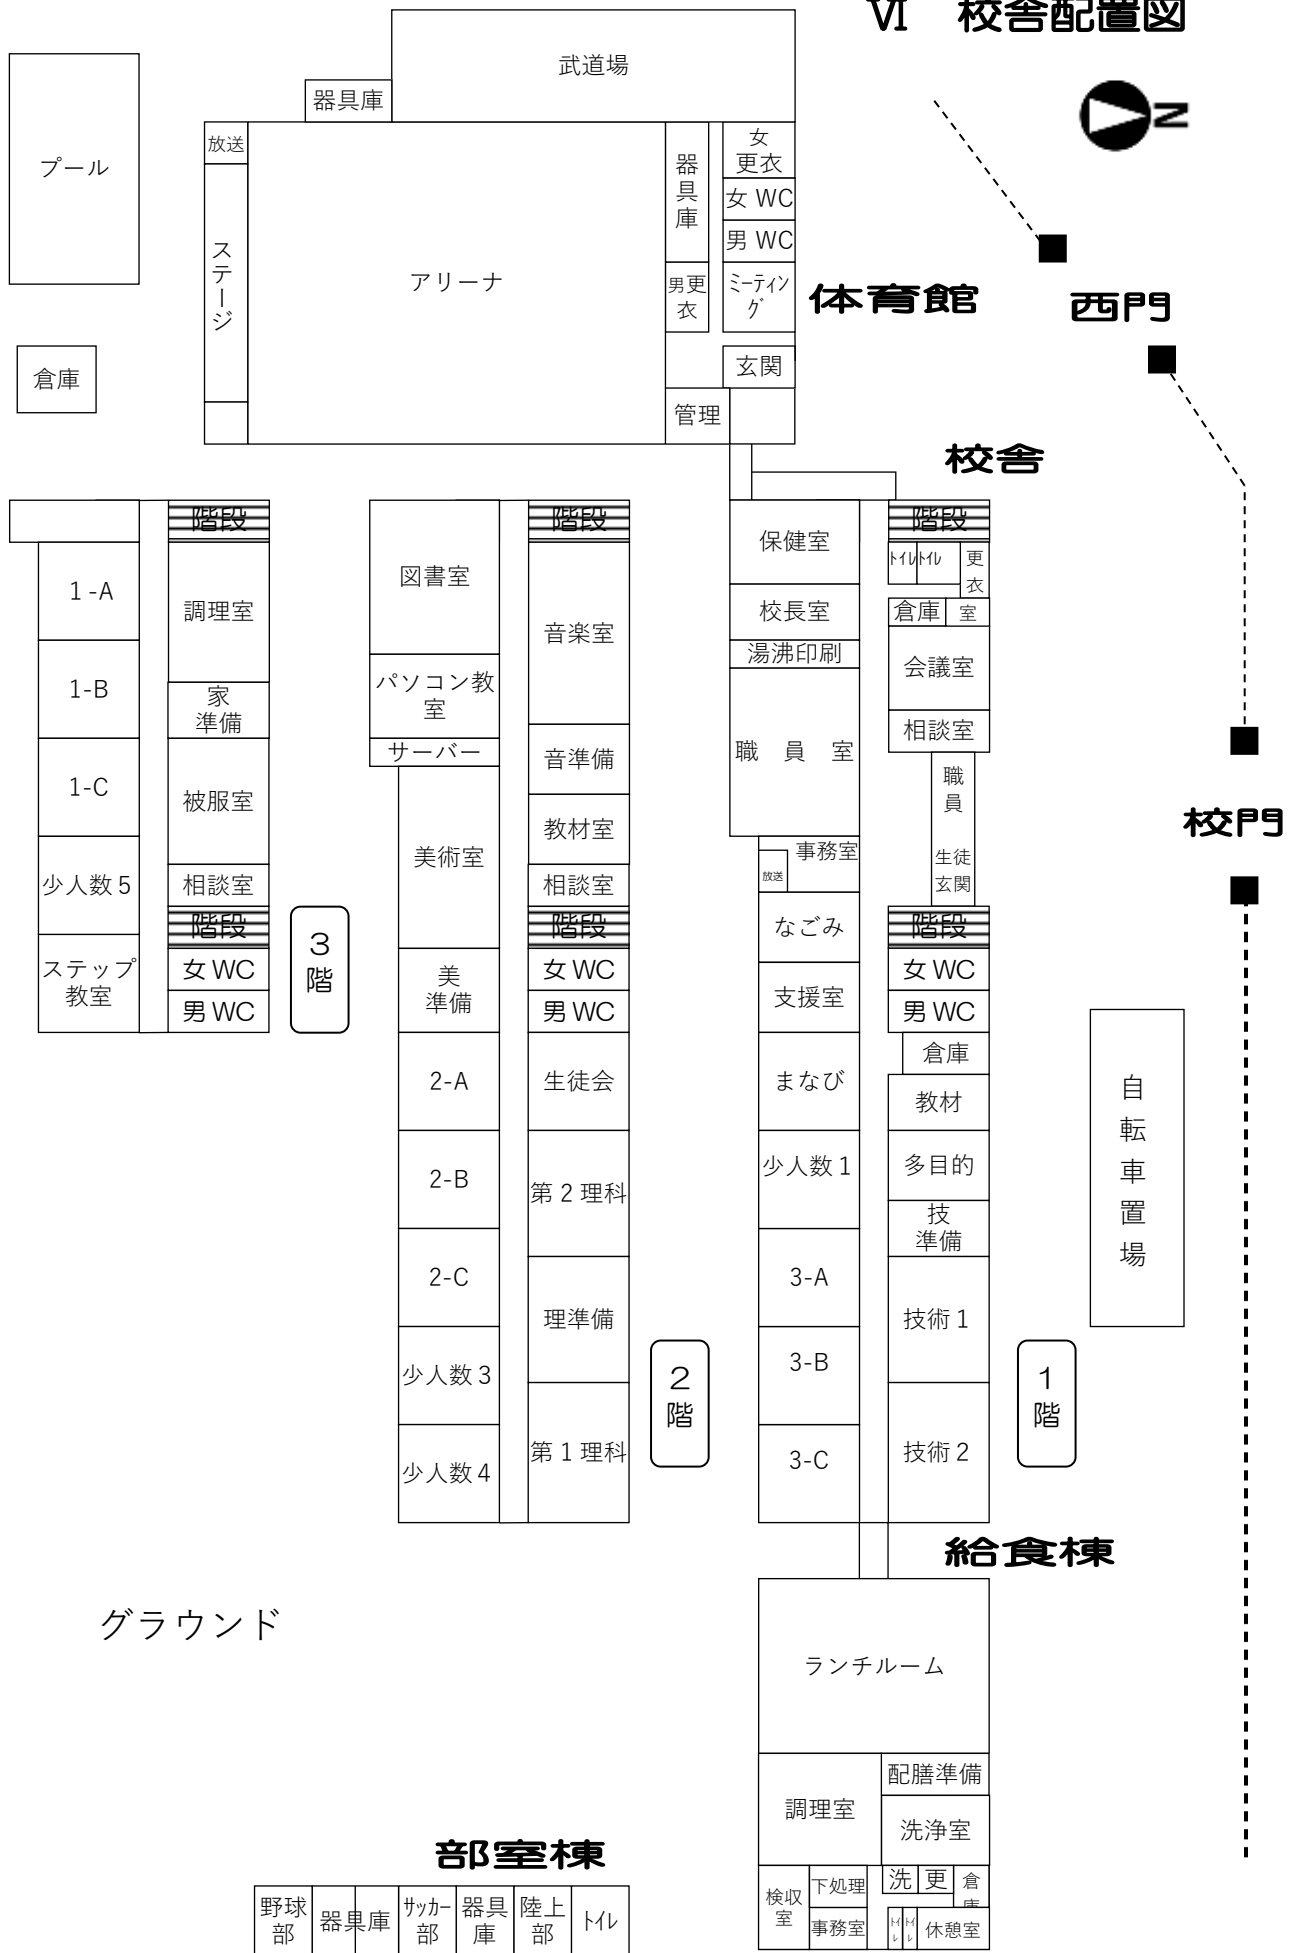 Ⅵ　校舎配置図
N
武道場
器具庫
プール
放送
ステージ
アリーナ
器具庫
女
更衣
女 WC
男 WC
男更
衣
ミーティン
グ
玄関
管理
体育館
西門
倉庫
校舎
階段
1-A
調理室
1-B
家
準備
1-C
被服室
少人数5
相談室
階段
ステップ
教室
女 WC
男 WC
3
階
階段
図書室
音楽室
パソコン教
室
サーバー
音準備
美術室
教材室
相談室
階段
美
準備
女 WC
男 WC
2-A
生徒会
2-B
第2理科
2-C
理準備
少人数3
少人数4
第1理科
2
階
保健室
階段
トイレ
トイレ
更
衣
室
校長室
倉庫
湯沸印刷
会議室
職 員 室
相談室
職
員
生徒
玄関
事務室
放送
なごみ
階段
支援室
女 WC
男 WC
まなび
倉庫
教材
少人数1
多目的
技
準備
3-A
技術1
3-B
3-C
技術2
1
階
校門
自転車置場
給食棟
グラウンド
ランチルーム
調理室
配膳準備
洗浄室
検収
室
下処理
事務室
洗
更
倉
庫
トイレ
トイレ
休憩室
部室棟
野球
部
器具庫
サッカー
部
器具
庫
陸上
部
トイレ